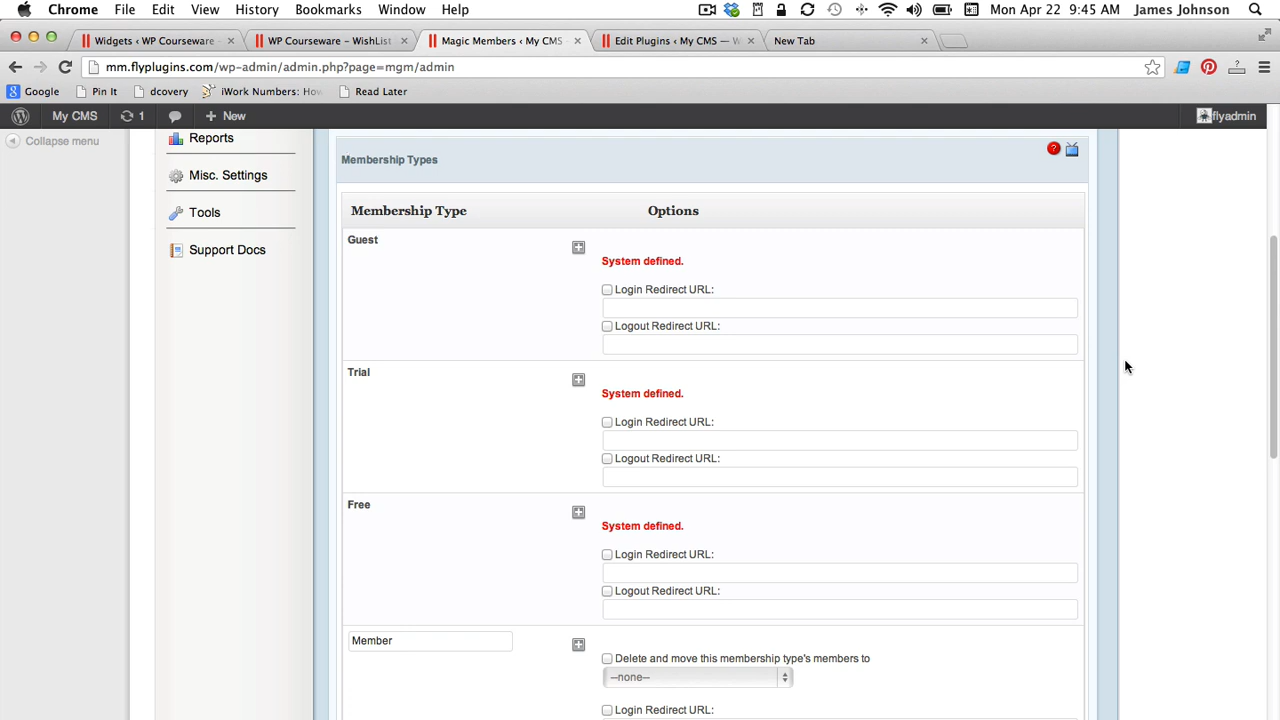 Chrome File Edit View History Bookmarks Window Help Mon Apr 22 9:45 AM James Johnson
Widgets ‹ WP Courseware WP Courseware – WishList Magic Members ‹ My CMS Edit Plugins ‹ My CMS — New Tab
mm.flyplugins.com/wp-admin/admin.php?page=mgm/admin
Google Pin It dcovery iWork Numbers: Read Later
My CMS 1 New flyadmin
Collapse menu
Reports
Misc. Settings
Tools
Support Docs
Membership Types
Membership Type Options
Guest
System defined.
Login Redirect URL:
Logout Redirect URL:
Trial
System defined.
Login Redirect URL:
Logout Redirect URL:
Free
System defined.
Login Redirect URL:
Logout Redirect URL:
Member
Delete and move this membership type's members to
--none--
Login Redirect URL: